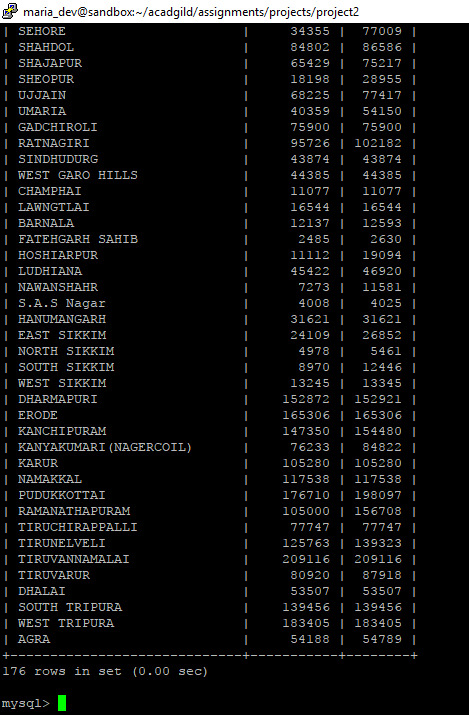 maria_dev@sandbox:~/acadgild/assignments/projects/project2
| SEHORE | 34355 | 77009 |
| SHAHDOL | 84802 | 86586 |
| SHAJAPUR | 65429 | 75217 |
| SHEOPUR | 18198 | 28955 |
| UJJAIN | 68225 | 77417 |
| UMARIA | 40359 | 54150 |
| GADCHIROLI | 75900 | 75900 |
| RATNAGIRI | 95726 | 102182 |
| SINDHUDURG | 43874 | 43874 |
| WEST GARO HILLS | 44385 | 44385 |
| CHAMPHAI | 11077 | 11077 |
| LAWNGTLAI | 16544 | 16544 |
| BARNALA | 12137 | 12593 |
| FATEHGARH SAHIB | 2485 | 2630 |
| HOSHIARPUR | 11112 | 19094 |
| LUDHIANA | 45422 | 46920 |
| NAWANSHAHR | 7273 | 11581 |
| S.A.S Nagar | 4008 | 4025 |
| HANUMANGARH | 31621 | 31621 |
| EAST SIKKIM | 24109 | 26852 |
| NORTH SIKKIM | 4978 | 5461 |
| SOUTH SIKKIM | 8970 | 12446 |
| WEST SIKKIM | 13245 | 13345 |
| DHARMAPURI | 152872 | 152921 |
| ERODE | 165306 | 165306 |
| KANCHIPURAM | 147350 | 154480 |
| KANYAKUMARI(NAGERCOIL) | 76233 | 84822 |
| KARUR | 105280 | 105280 |
| NAMAKKAL | 117538 | 117538 |
| PUDUKKOTTAI | 176710 | 198097 |
| RAMANATHAPURAM | 105000 | 156708 |
| TIRUCHIRAPPALLI | 77747 | 77747 |
| TIRUNELVELI | 125763 | 139323 |
| TIRUVANNAMALAI | 209116 | 209116 |
| TIRUVARUR | 80920 | 87918 |
| DHALAI | 53507 | 53507 |
| SOUTH TRIPURA | 139456 | 139456 |
| WEST TRIPURA | 183405 | 183405 |
| AGRA | 54188 | 54789 |
+------------------------------+-----------+--------+
176 rows in set (0.00 sec)
mysql>